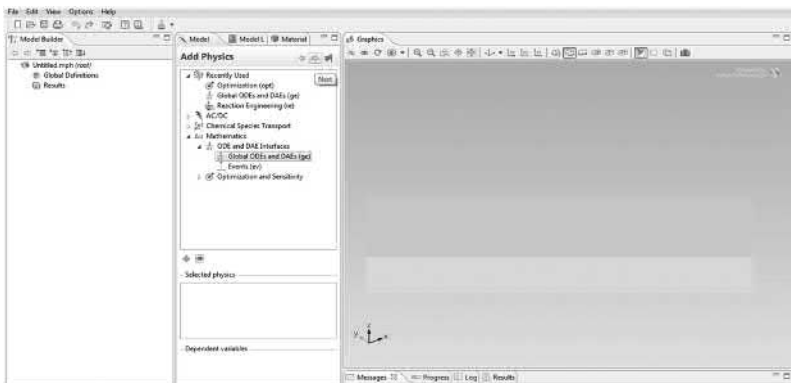 File Edit View Options Help
Model Builder
Untitled.mph (root)
Global Definitions
Results
Model
Model L
Material
Add Physics
Next
Recently Used
Optimization (opt)
Global ODEs and DAEs (ge)
Reaction Engineering (re)
AC/DC
Chemical Species Transport
Mathematics
ODE and DAE Interfaces
Global ODEs and DAEs (ge)
Events (ev)
Optimization and Sensitivity
Selected physics
Dependent variables
Graphics
y z x
Messages
Progress
Log
Results